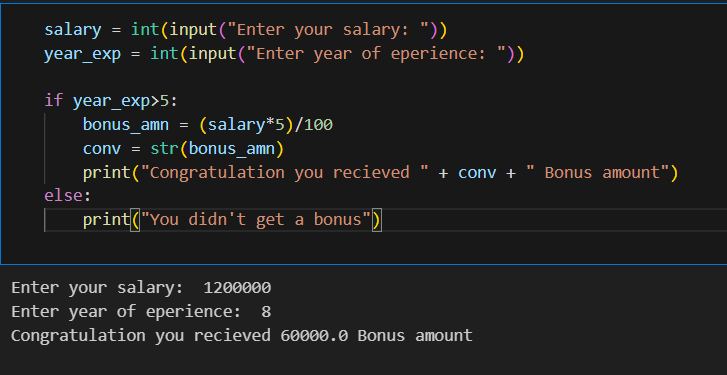 salary = int(input("Enter your salary: "))
year_exp = int(input("Enter year of eperience: "))
if year_exp>5:
    bonus_amn = (salary*5)/100
    conv = str(bonus_amn)
    print("Congratulation you recieved " + conv + " Bonus amount")
else:
    print("You didn't get a bonus")
Enter your salary:  1200000
Enter year of eperience:  8
Congratulation you recieved 60000.0 Bonus amount